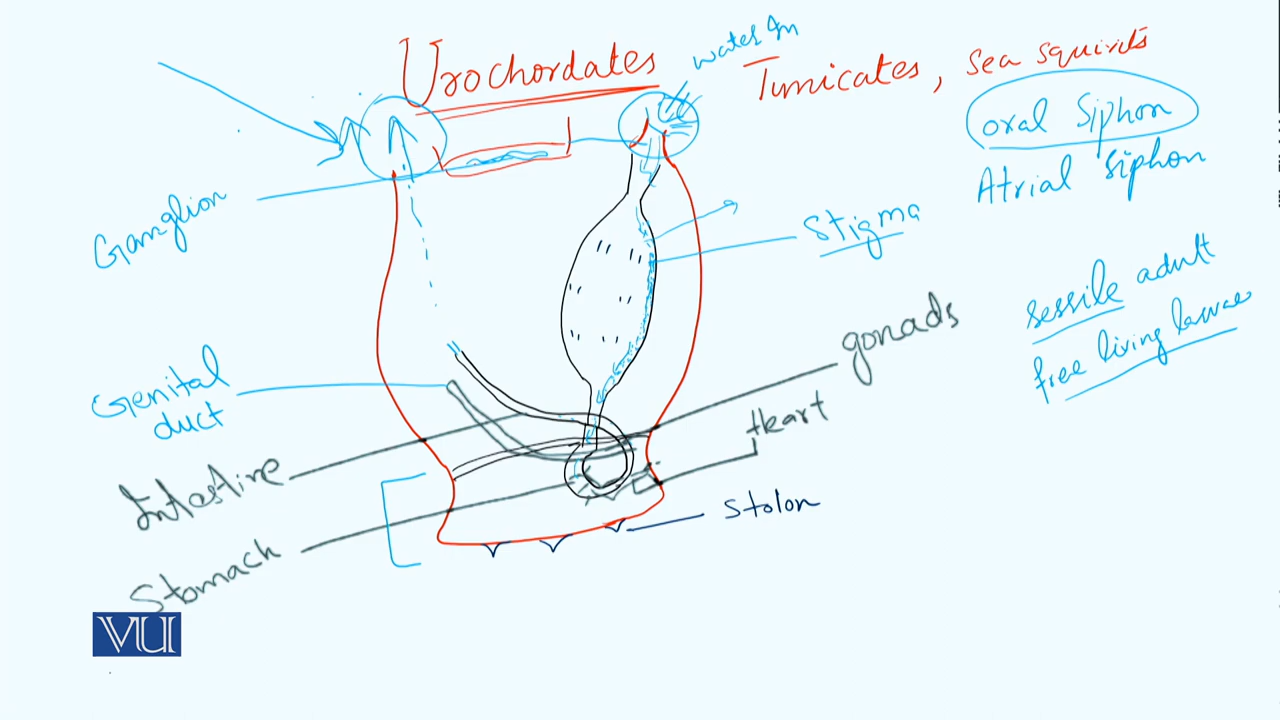 Urochordates
water In
Tunicates, sea squirts
oral Siphon
Atrial siphon
Ganglion
Stigma
sessile adult
free living larvae
gonads
Genital
duct
Heart
Intestine
Stolon
Stomach
VU